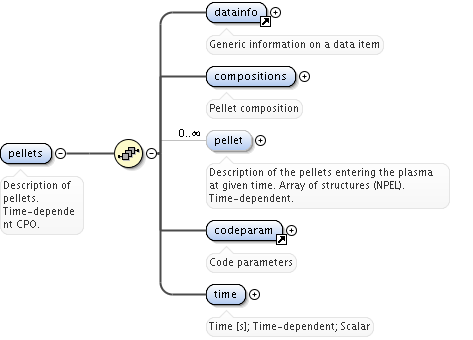 datainfo
Generic information on a data item
compositions
Pellet composition
0..∞
pellet
Description of the pellets entering the plasma
at given time. Array of structures (NPEL).
Time-dependent.
pellets
Description of
pellets.
Time-depende
nt CPO.
codeparam
Code parameters
time
Time [s]; Time-dependent; Scalar